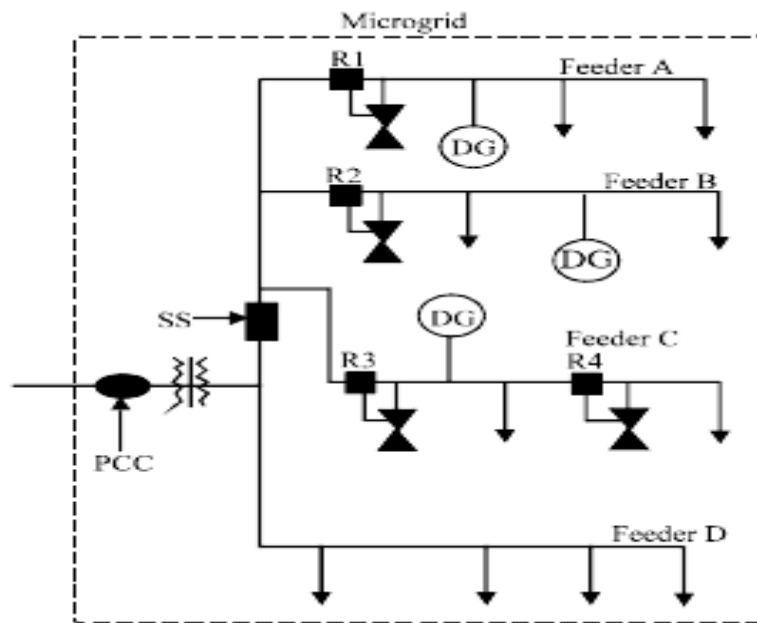 Microgrid
R1
Feeder A
DG
R2
Feeder B
DG
SS
DG
Feeder C
R3
R4
PCC
Feeder D